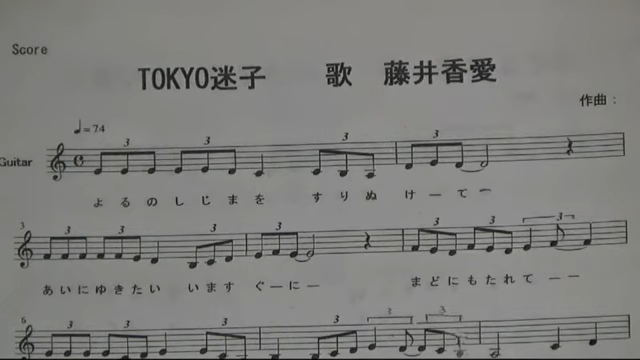 Score
TOKYO迷子 歌 藤井香愛
作曲：
♩=74
3 3 3 3
Guitar
よ る の し じ ま を す り ぬ け ー て ー
3
3 3 3 3 3 3 3
あ い に ゆ き た い い ま す ぐ ー に ー ま ど に も た れ て ー ー
6
3 3 3 3 3 3